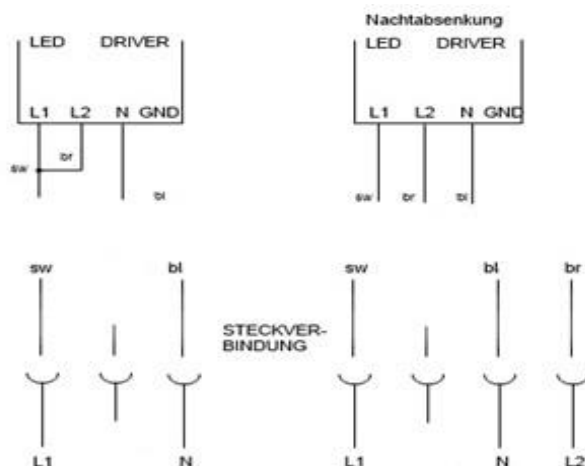 Nachtabsenkung
LED DRIVER
LED DRIVER
L1 L2 N GND
L1 L2 N GND
sw br bl
sw br bl
sw bl
sw bl br
STECKVER-
BINDUNG
L1 N
L1 N L2